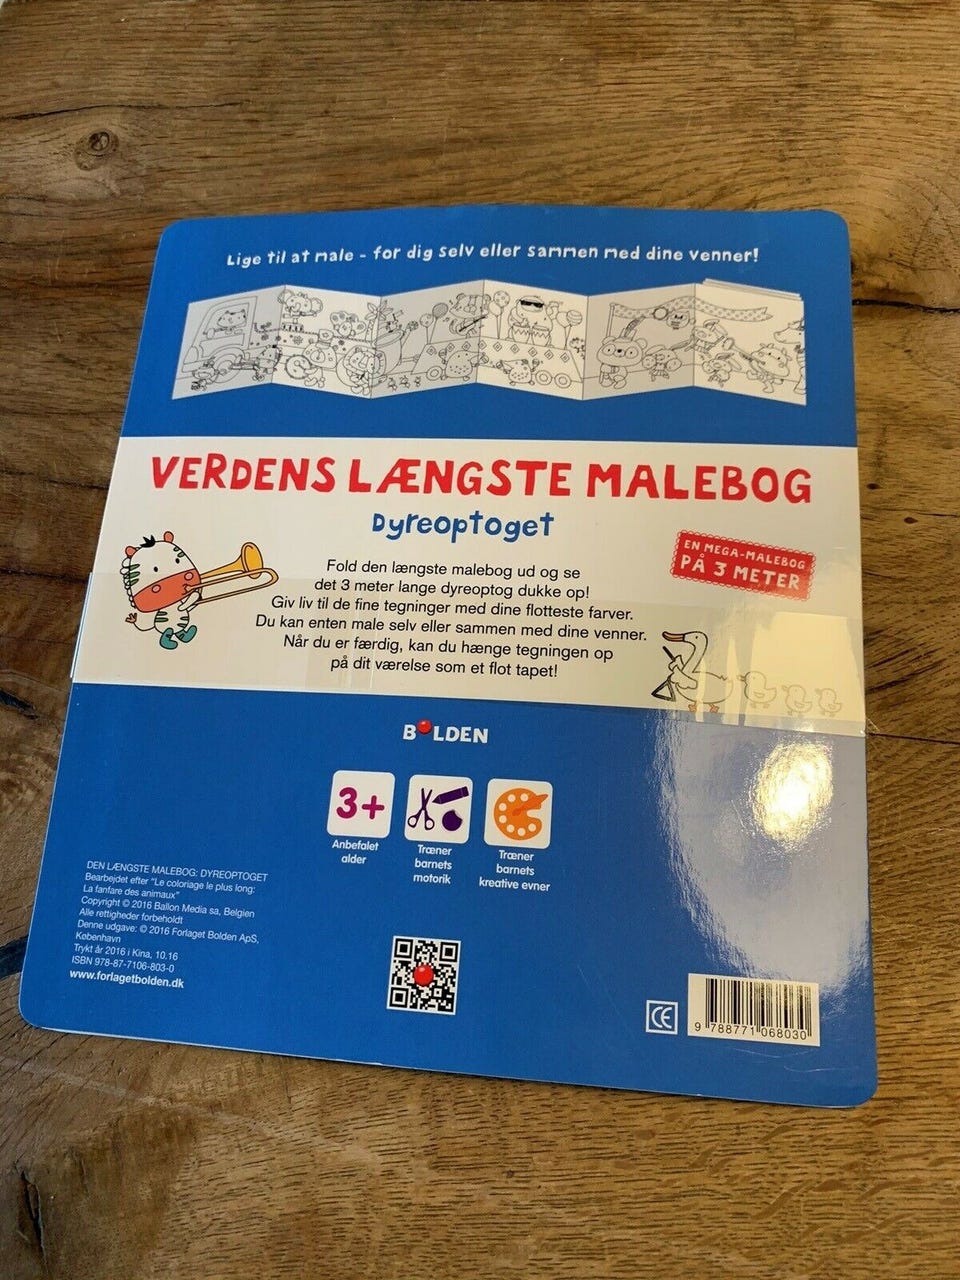 Lige til at male - for dig selv eller sammen med dine venner!
VERDENS LÆNGSTE MALEBOG
Dyreoptoget
EN MEGA-MALEBOG
PÅ 3 METER
Fold den længste malebog ud og se
det 3 meter lange dyreoptog dukke op!
Giv liv til de fine tegninger med dine flotteste farver.
Du kan enten male selv eller sammen med dine venner.
Når du er færdig, kan du hænge tegningen op
på dit værelse som et flot tapet!
BOLDEN
3+
Anbefalet
alder
Træner
barnets
motorik
Træner
barnets
kreative evner
DEN LÆNGSTE MALEBOG: DYREOPTOGET
Bearbejdet efter "Le coloriage le plus long:
La fanfare des animaux"
Copyright © 2016 Ballon Media sa, Belgien
Alle rettigheder forbeholdt
Denne udgave: © 2016 Forlaget Bolden ApS,
København
Trykt år 2016 i Kina, 10.16
ISBN 978-87-7106-803-0
www.forlagetbolden.dk
CE
9 788771 068030